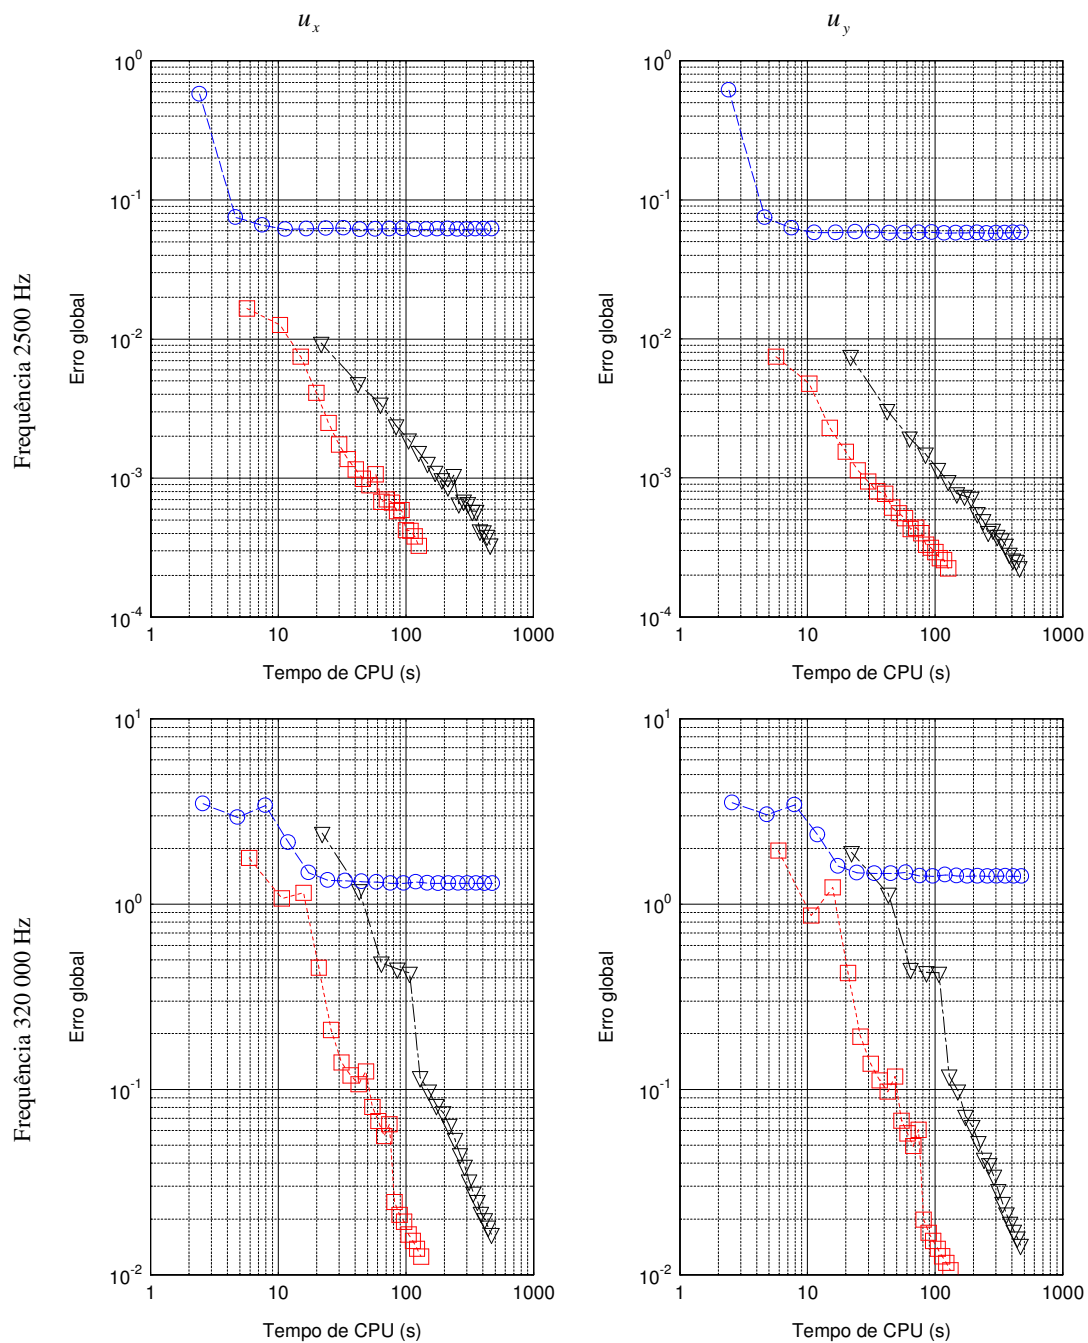 u_x
u_y
Frequência 2500 Hz
Erro global
10^0
10^-1
10^-2
10^-3
10^-4
1 10 100 1000
Tempo de CPU (s)
Erro global
10^0
10^-1
10^-2
10^-3
10^-4
1 10 100 1000
Tempo de CPU (s)
Frequência 320 000 Hz
Erro global
10^1
10^0
10^-1
10^-2
1 10 100 1000
Tempo de CPU (s)
Erro global
10^1
10^0
10^-1
10^-2
1 10 100 1000
Tempo de CPU (s)